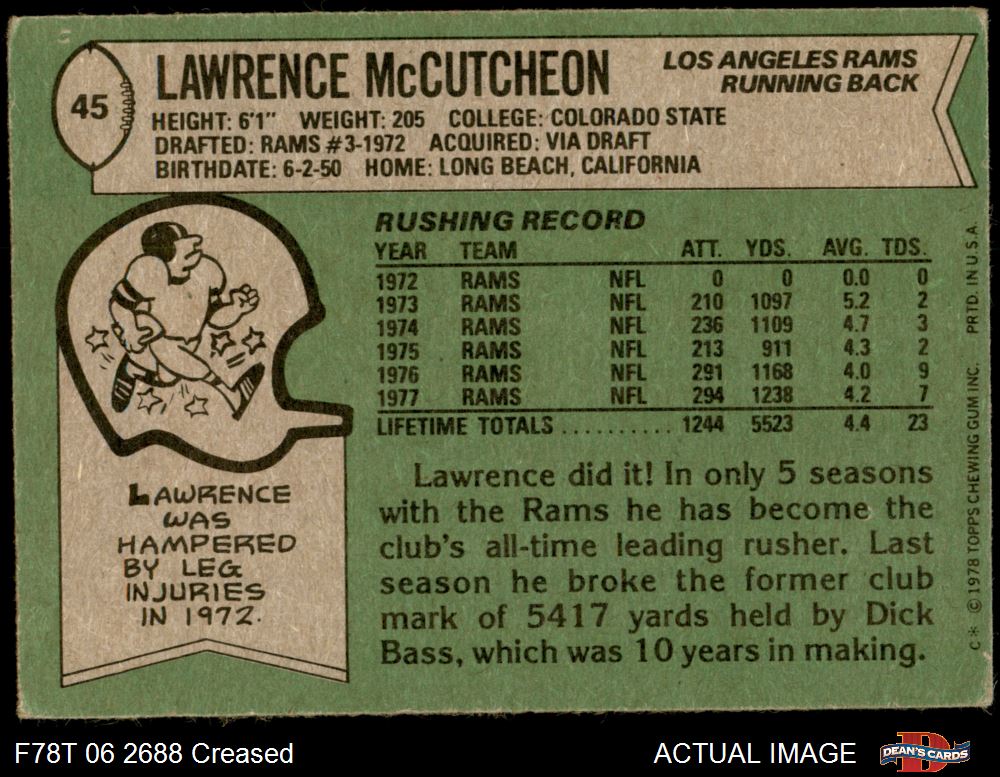 45
LAWRENCE McCUTCHEON
LOS ANGELES RAMS
RUNNING BACK
HEIGHT: 6'1" WEIGHT: 205 COLLEGE: COLORADO STATE
DRAFTED: RAMS #3-1972 ACQUIRED: VIA DRAFT
BIRTHDATE: 6-2-50 HOME: LONG BEACH, CALIFORNIA
RUSHING RECORD
YEAR TEAM ATT. YDS. AVG. TDS.
1972 RAMS NFL 0 0 0.0 0
1973 RAMS NFL 210 1097 5.2 2
1974 RAMS NFL 236 1109 4.7 3
1975 RAMS NFL 213 911 4.3 2
1976 RAMS NFL 291 1168 4.0 9
1977 RAMS NFL 294 1238 4.2 7
LIFETIME TOTALS .......... 1244 5523 4.4 23
Lawrence did it! In only 5 seasons
with the Rams he has become the
club's all-time leading rusher. Last
season he broke the former club
mark of 5417 yards held by Dick
Bass, which was 10 years in making.
LAWRENCE
WAS
HAMPERED
BY LEG
INJURIES
IN 1972.
C* © 1978 TOPPS CHEWING GUM INC. PRTD. IN U.S.A.
F78T 06 2688 Creased
ACTUAL IMAGE
DEAN'S CARDS